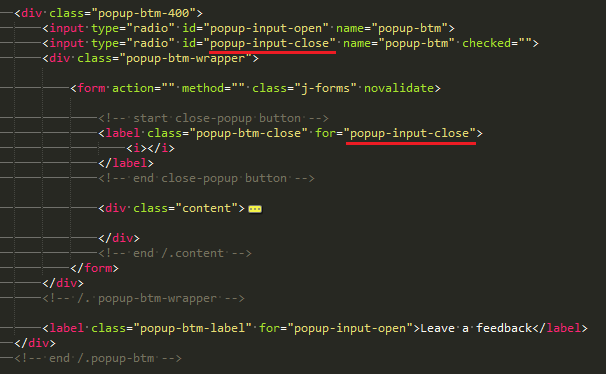 <div class="popup-btm-400">
<input type="radio" id="popup-input-open" name="popup-btm">
<input type="radio" id="popup-input-close" name="popup-btm" checked="">
<div class="popup-btm-wrapper">
<form action="" method="" class="j-forms" novalidate>
<!-- start close-popup button -->
<label class="popup-btm-close" for="popup-input-close">
<i></i>
</label>
<!-- end close-popup button -->
<div class="content">
</div>
<!-- end /.content -->
</form>
</div>
<!-- /. popup-btm-wrapper -->
<label class="popup-btm-label" for="popup-input-open">Leave a feedback</label>
</div>
<!-- end /.popup-btm -->